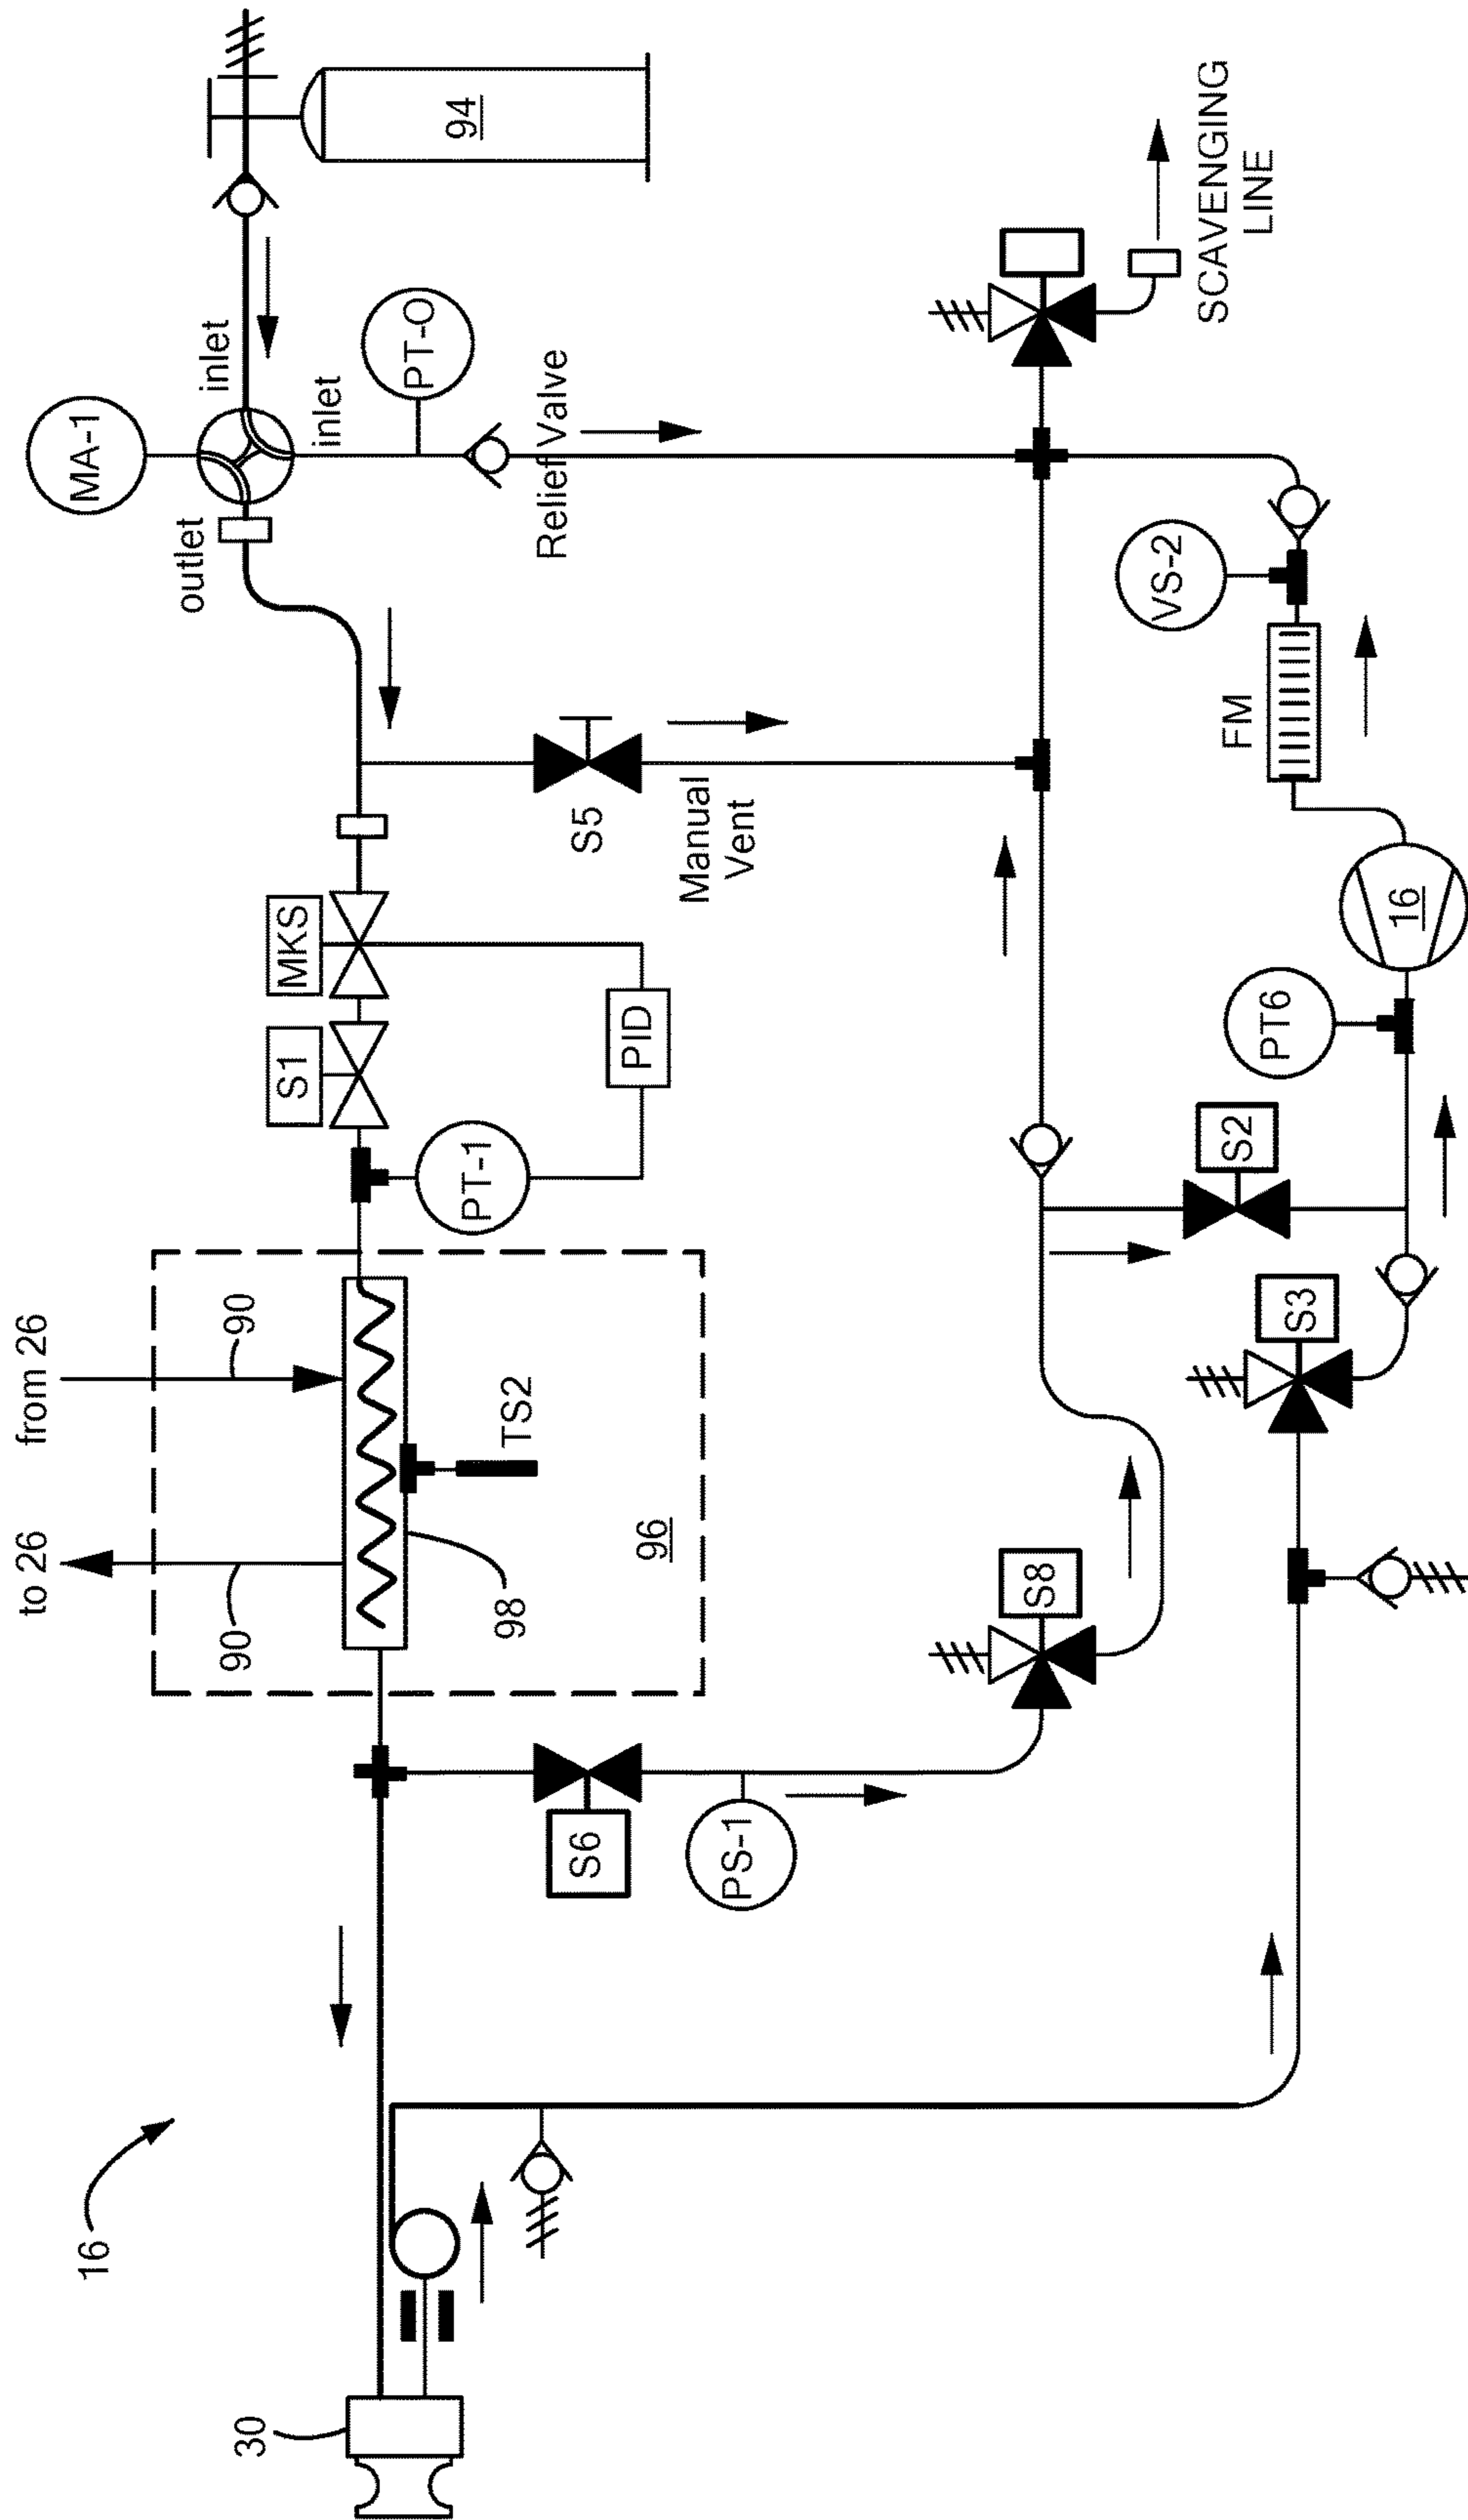 16
30
to 26
from 26
90
90
98
TS2
96
S6
PS-1
S8
S1
MKS
PT-1
PID
S5
Manual
Vent
outlet
inlet
inlet
MA-1
PT-O
Relief Valve
94
S3
S2
PT6
16
FM
VS-2
SCAVENGING
LINE